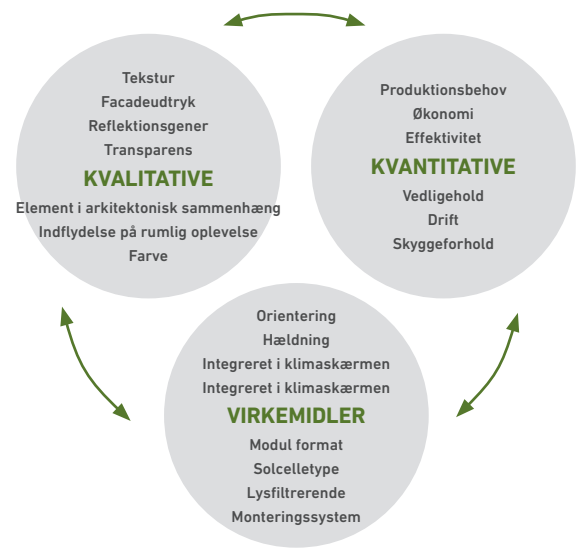 Tekstur
Facadeudtryk
Reflektionsgener
Transparens
KVALITATIVE
Element i arkitektonisk sammenhæng
Indflydelse på rumlig oplevelse
Farve
Produktionsbehov
Økonomi
Effektivitet
KVANTITATIVE
Vedligehold
Drift
Skyggeforhold
Orientering
Hældning
Integreret i klimaskærmen
Integreret i klimaskærmen
VIRKEMIDLER
Modul format
Solcelletype
Lysfiltrerende
Monteringssystem